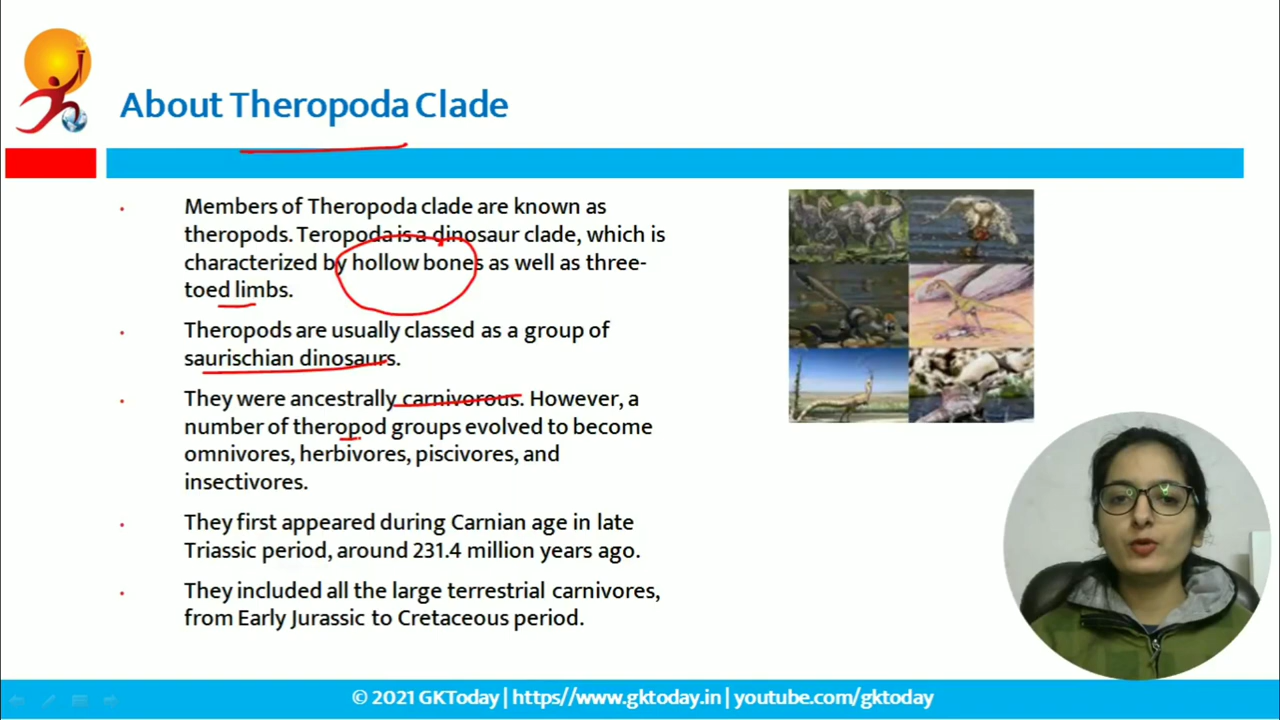 About Theropoda Clade
Members of Theropoda clade are known as
theropods. Teropoda is a dinosaur clade, which is
characterized by hollow bones as well as three-
toed limbs.
Theropods are usually classed as a group of
saurischian dinosaurs.
They were ancestrally carnivorous. However, a
number of theropod groups evolved to become
omnivores, herbivores, piscivores, and
insectivores.
They first appeared during Carnian age in late
Triassic period, around 231.4 million years ago.
They included all the large terrestrial carnivores,
from Early Jurassic to Cretaceous period.
© 2021 GKToday | https//www.gktoday.in | youtube.com/gktoday